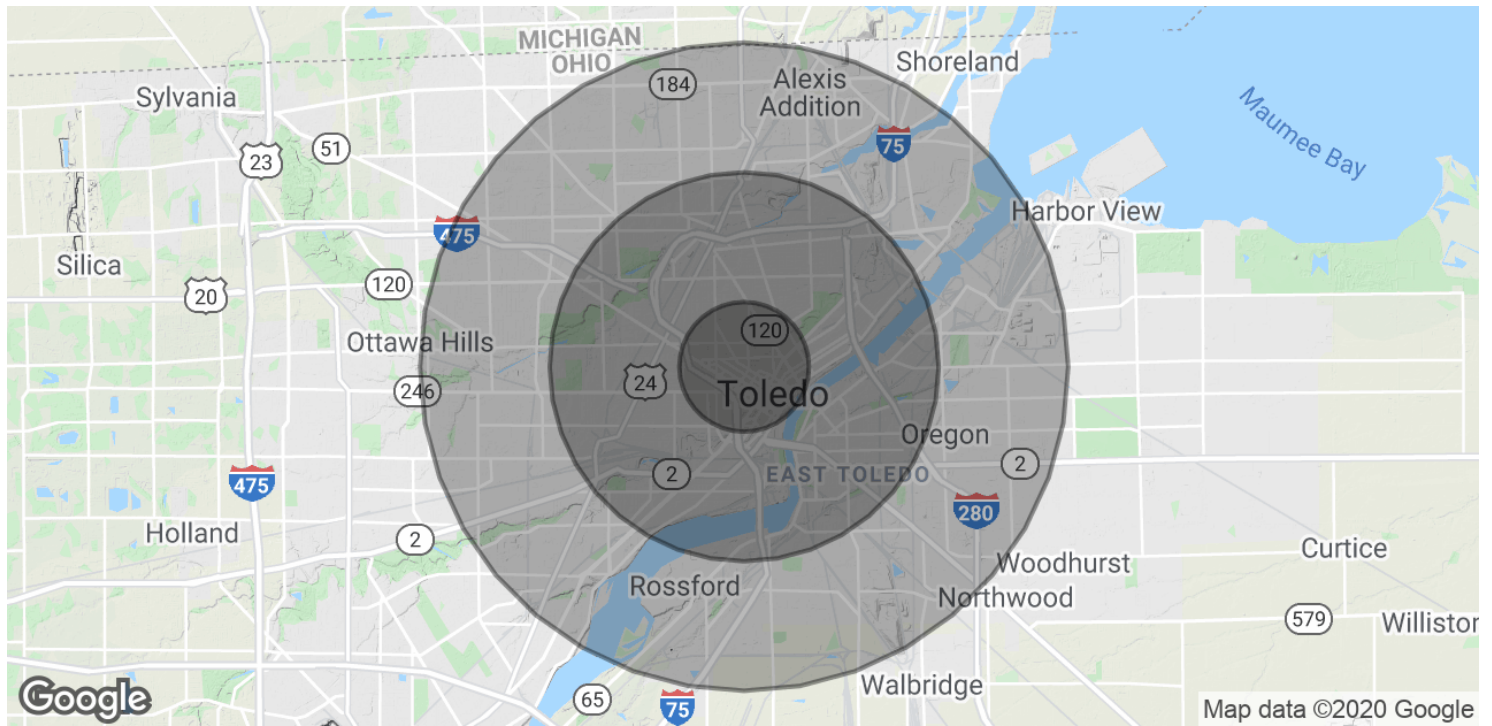 MICHIGAN
OHIO
Shoreland
184
Alexis
Addition
Sylvania
Maumee Bay
75
51
23
Harbor View
475
Silica
120
20
120
Ottawa Hills
24
246
Toledo
Oregon
2
2
EAST TOLEDO
475
280
Holland
2
Curtice
Woodhurst
Rossford
Northwood
579
Williston
Walbridge
65
75
Google
Map data ©2020 Google